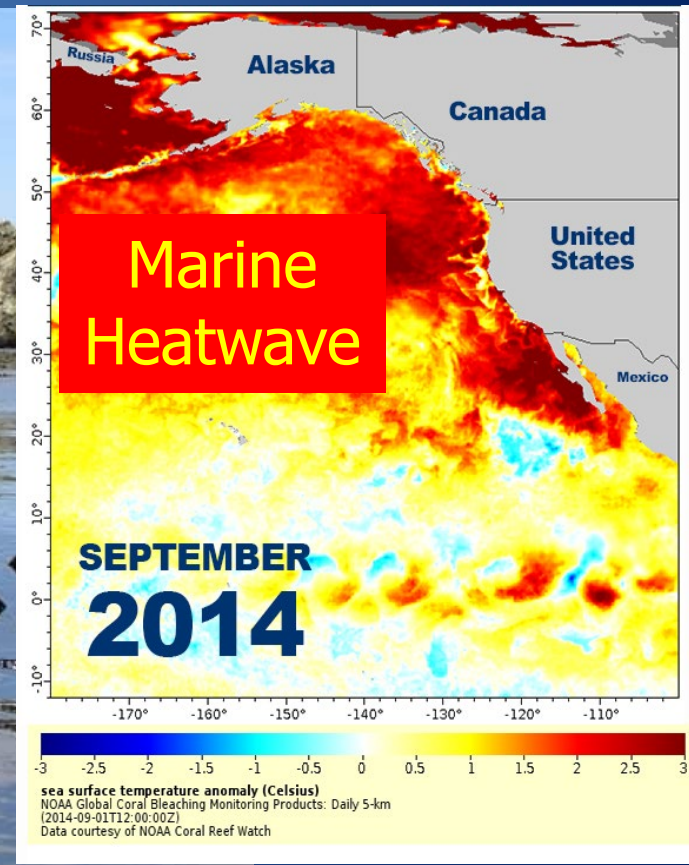 70°
Russia
Alaska
60°
Canada
50°
Marine
Heatwave
United
States
40°
30°
Mexico
20°
10°
SEPTEMBER
2014
0°
-10°
-170° -160° -150° -140° -130° -120° -110°
-3 -2.5 -2 -1.5 -1 -0.5 0 0.5 1 1.5 2 2.5 3
sea surface temperature anomaly (Celsius)
NOAA Global Coral Bleaching Monitoring Products: Daily 5-km
(2014-09-01T12:00:00Z)
Data courtesy of NOAA Coral Reef Watch